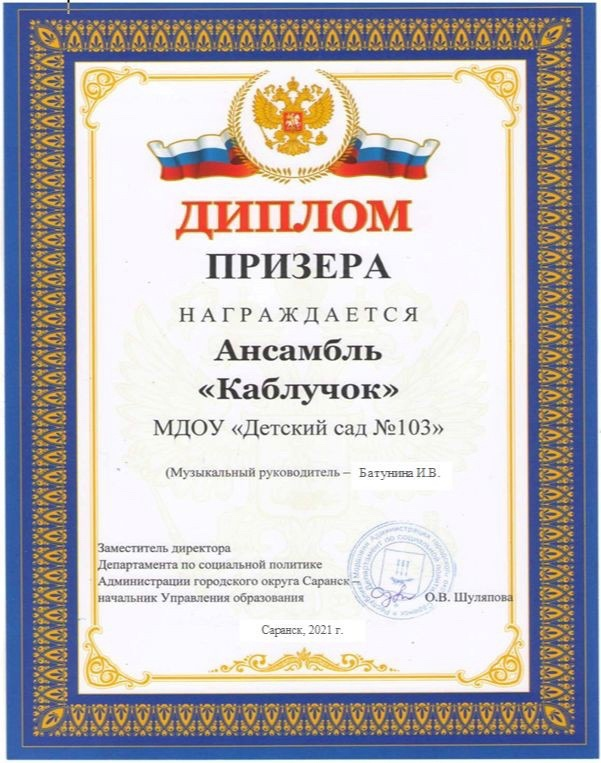 ДИПЛОМ
ПРИЗЕРА
НАГРАЖДАЕТСЯ
Ансамбль
«Каблучок»
МДОУ «Детский сад №103»
(Музыкальный руководитель – Батунина И.В.
Заместитель директора
Департамента по социальной политике
Администрации городского округа Саранск
начальник Управления образования О.В. Шуляпова
Саранск, 2021 г.